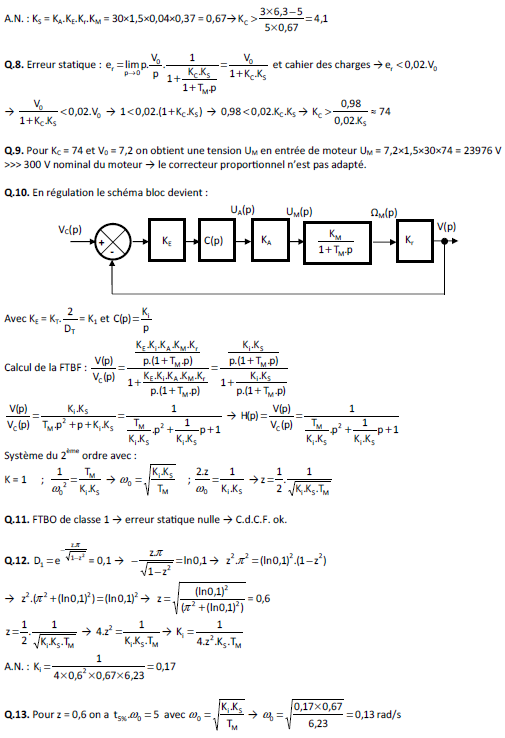 A.N. : K_S = K_A.K_E.K_r.K_M = 30×1,5×0,04×0,37 = 0,67 → K_C > (3×6,3−5)/(5×0,67) = 4,1
Q.8. Erreur statique : e_r = lim_{p→0} p.(V_0/p).(1/(1+(K_C.K_S)/(1+T_M.p))) = V_0/(1+K_C.K_S) et cahier des charges → e_r < 0,02.V_0
→ V_0/(1+K_C.K_S) < 0,02.V_0 → 1<0,02.(1+K_C.K_S) → 0,98<0,02.K_C.K_S → K_C > 0,98/(0,02.K_S) ≈ 74
Q.9. Pour K_C = 74 et V_0 = 7,2 on obtient une tension U_M en entrée de moteur U_M = 7,2×1,5×30×74 = 23976 V
>>> 300 V nominal du moteur → le correcteur proportionnel n'est pas adapté.
Q.10. En régulation le schéma bloc devient :
V_C(p) + - K_E C(p) U_A(p) K_A U_M(p) K_M/(1+T_M.p) Ω_M(p) K_r V(p)
Avec K_E = K_T.(2/D_T) = K_1 et C(p) = K_i/p
Calcul de la FTBF : V(p)/V_C(p) = ((K_E.K_i.K_A.K_M.K_r)/(p.(1+T_M.p)))/(1+(K_E.K_i.K_A.K_M.K_r)/(p.(1+T_M.p))) = ((K_i.K_S)/(p.(1+T_M.p)))/(1+(K_i.K_S)/(p.(1+T_M.p)))
V(p)/V_C(p) = (K_i.K_S)/(T_M.p²+p+K_i.K_S) = 1/((T_M/(K_i.K_S)).p²+(1/(K_i.K_S))p+1) → H(p) = V(p)/V_C(p) = 1/((T_M/(K_i.K_S)).p²+(1/(K_i.K_S))p+1)
Système du 2ème ordre avec :
K = 1 ; 1/ω_0² = T_M/(K_i.K_S) → ω_0 = √((K_i.K_S)/T_M) ; 2.z/ω_0 = 1/(K_i.K_S) → z = (1/2).(1/√(K_i.K_S.T_M))
Q.11. FTBO de classe 1 → erreur statique nulle → C.d.C.F. ok.
Q.12. D_1 = e^(−z.π/√(1−z²)) = 0,1 → −z.π/√(1−z²) = ln0,1 → z².π² = (ln0,1)².(1−z²)
→ z².(π²+(ln0,1)²) = (ln0,1)² → z = √((ln0,1)²/(π²+(ln0,1)²)) = 0,6
z = (1/2).(1/√(K_i.K_S.T_M)) → 4.z² = 1/(K_i.K_S.T_M) → K_i = 1/(4.z².K_S.T_M)
A.N. : K_i = 1/(4×0,6²×0,67×6,23) = 0,17
Q.13. Pour z = 0,6 on a t_5%.ω_0 = 5 avec ω_0 = √((K_i.K_S)/T_M) → ω_0 = √((0,17×0,67)/6,23) = 0,13 rad/s